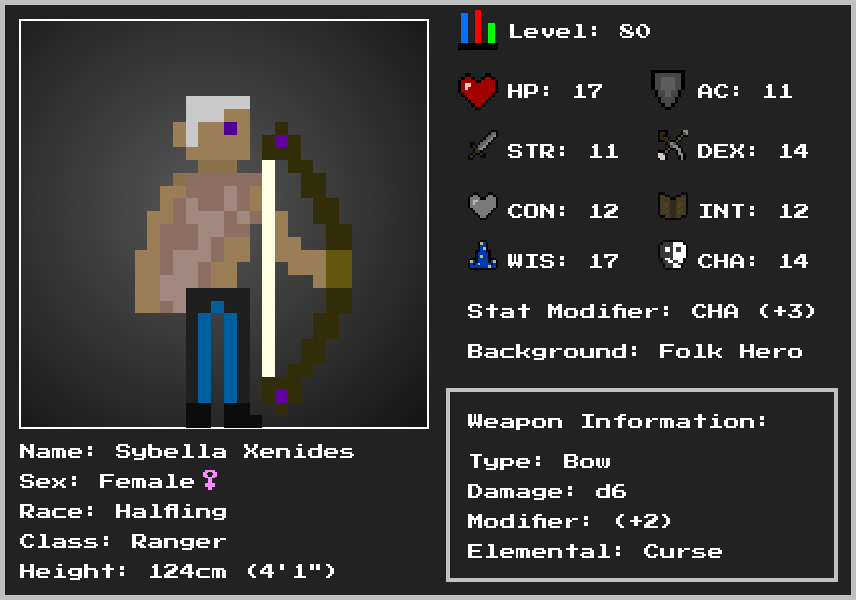 Level: 80
HP: 17
AC: 11
STR: 11
DEX: 14
CON: 12
INT: 12
WIS: 17
CHA: 14
Stat Modifier: CHA (+3)
Background: Folk Hero
Name: Sybella Xenides
Sex: Female♀
Race: Halfling
Class: Ranger
Height: 124cm (4'1")
Weapon Information:
Type: Bow
Damage: d6
Modifier: (+2)
Elemental: Curse